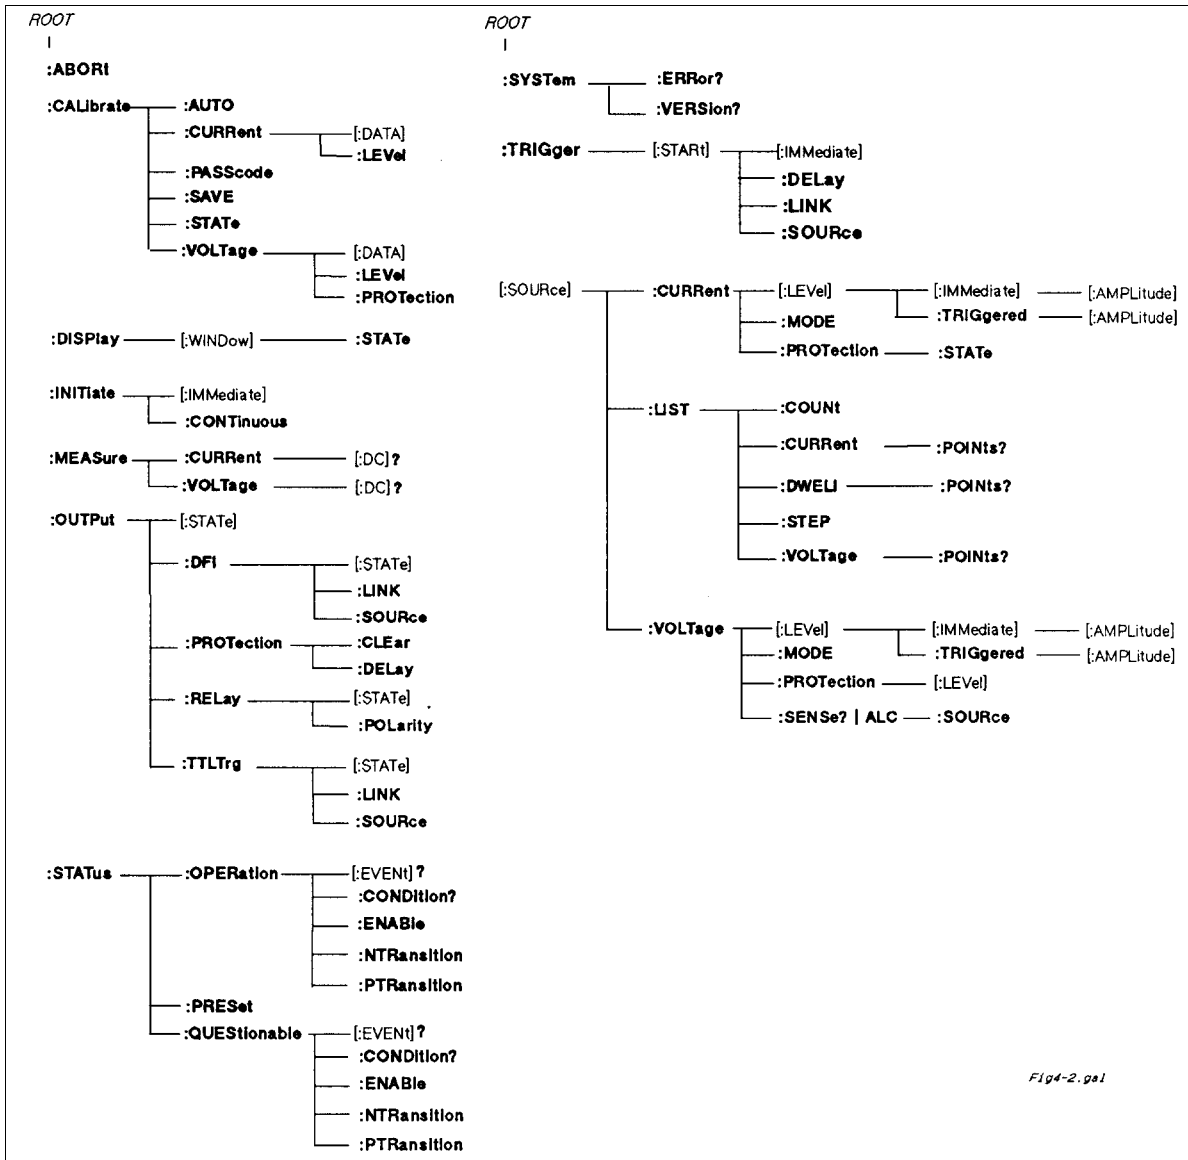 ROOT
:ABORt
:CALibrate :AUTO
:CURRent [:DATA]
:LEVel
:PASScode
:SAVE
:STATe
:VOLTage [:DATA]
:LEVel
:PROTection
:DISPlay [:WINDow] :STATe
:INITiate [:IMMediate]
:CONTinuous
:MEASure :CURRent [:DC]?
:VOLTage [:DC]?
:OUTPut [:STATe]
:DFI [:STATe]
:LINK
:SOURce
:PROTection :CLEar
:DELay
:RELay [:STATe]
:POLarity
:TTLTrg [:STATe]
:LINK
:SOURce
:STATus :OPERation [:EVENt]?
:CONDition?
:ENABle
:NTRansition
:PTRansition
:PRESet
:QUEStionable [:EVENt]?
:CONDition?
:ENABle
:NTRansition
:PTRansition
ROOT
:SYSTem :ERRor?
:VERSion?
:TRIGger [:STARt] [:IMMediate]
:DELay
:LINK
:SOURce
[:SOURce] :CURRent [:LEVel] [:IMMediate] [:AMPLitude]
:TRIGgered [:AMPLitude]
:MODE
:PROTection :STATe
:LIST :COUNt
:CURRent :POINts?
:DWELl :POINts?
:STEP
:VOLTage :POINts?
:VOLTage [:LEVel] [:IMMediate] [:AMPLitude]
:TRIGgered [:AMPLitude]
:MODE
:PROTection [:LEVel]
:SENSe? | ALC :SOURce
Fig4-2.gal